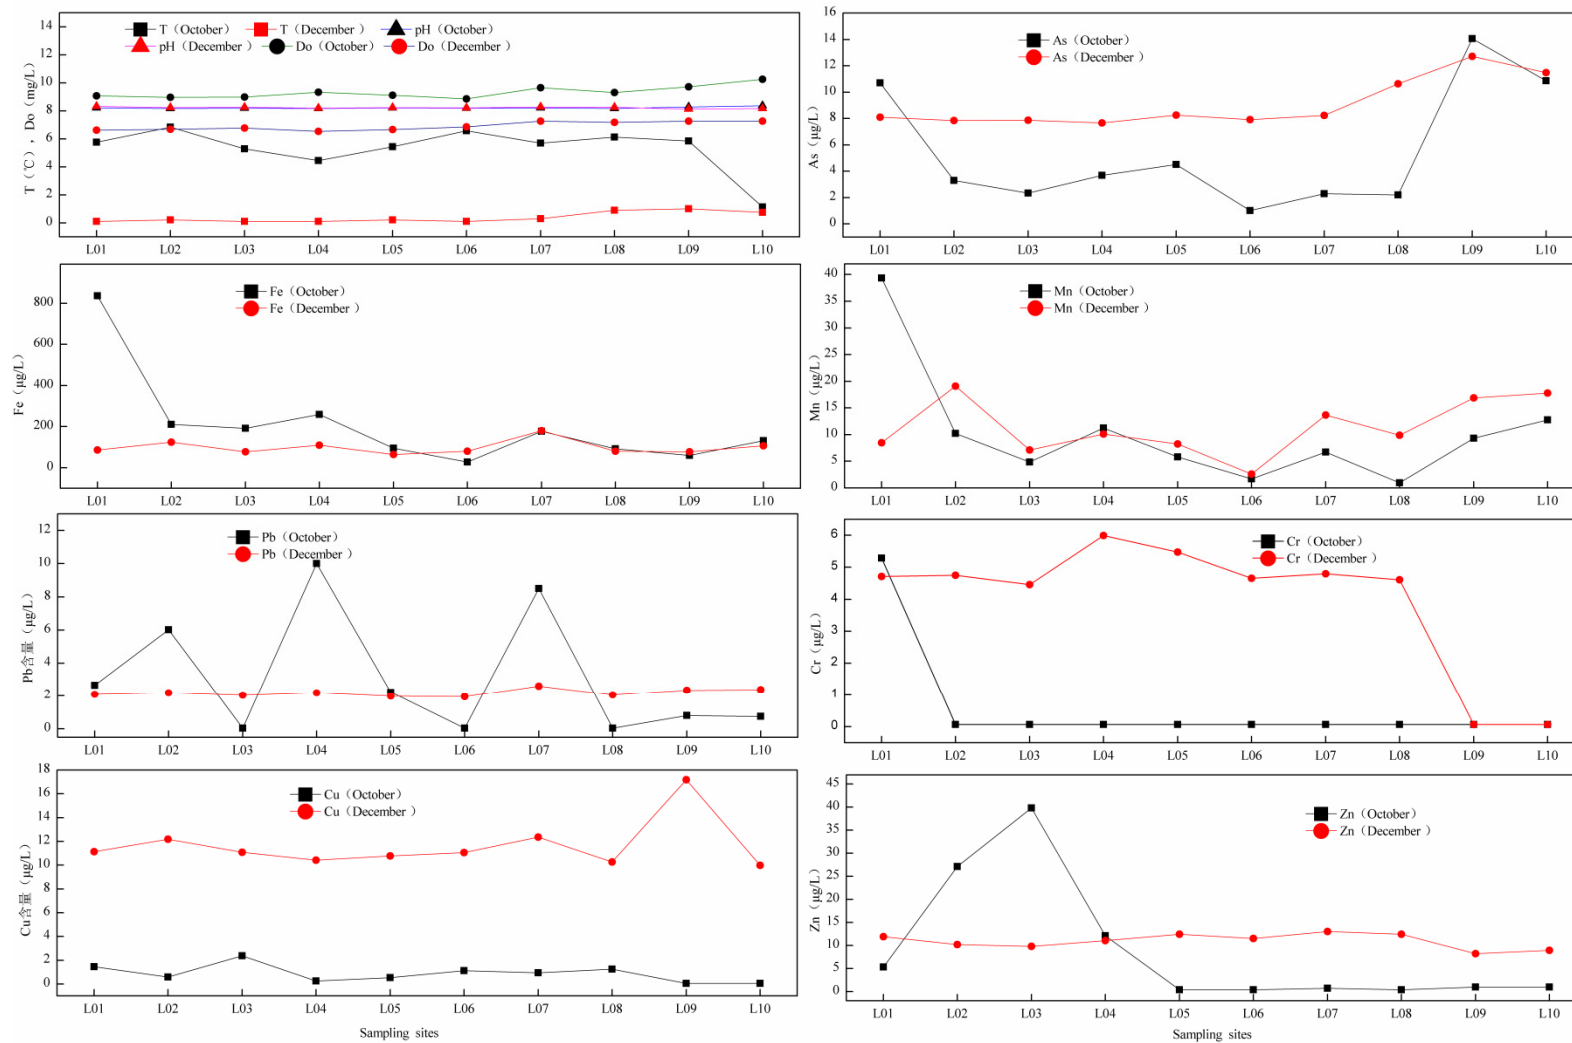 T（October） T（December） pH（October）
pH（December） Do（October） Do（December）
T（℃）, Do（mg/L）
14
12
10
8
6
4
2
0
L01 L02 L03 L04 L05 L06 L07 L08 L09 L10
As（October）
As（December）
As（μg/L）
16
14
12
10
8
6
4
2
0
L01 L02 L03 L04 L05 L06 L07 L08 L09 L10
Fe（October）
Fe（December）
Fe（μg/L）
800
600
400
200
0
L01 L02 L03 L04 L05 L06 L07 L08 L09 L10
Mn（October）
Mn（December）
Mn（μg/L）
40
35
30
25
20
15
10
5
0
L01 L02 L03 L04 L05 L06 L07 L08 L09 L10
Pb（October）
Pb（December）
Pb含量（μg/L）
12
10
8
6
4
2
0
L01 L02 L03 L04 L05 L06 L07 L08 L09 L10
Cr（October）
Cr（December）
Cr（μg/L）
6
5
4
3
2
1
0
L01 L02 L03 L04 L05 L06 L07 L08 L09 L10
Cu（October）
Cu（December）
Cu含量（μg/L）
18
16
14
12
10
8
6
4
2
0
L01 L02 L03 L04 L05 L06 L07 L08 L09 L10
Sampling sites
Zn（October）
Zn（December）
Zn（μg/L）
45
40
35
30
25
20
15
10
5
0
L01 L02 L03 L04 L05 L06 L07 L08 L09 L10
Sampling sites